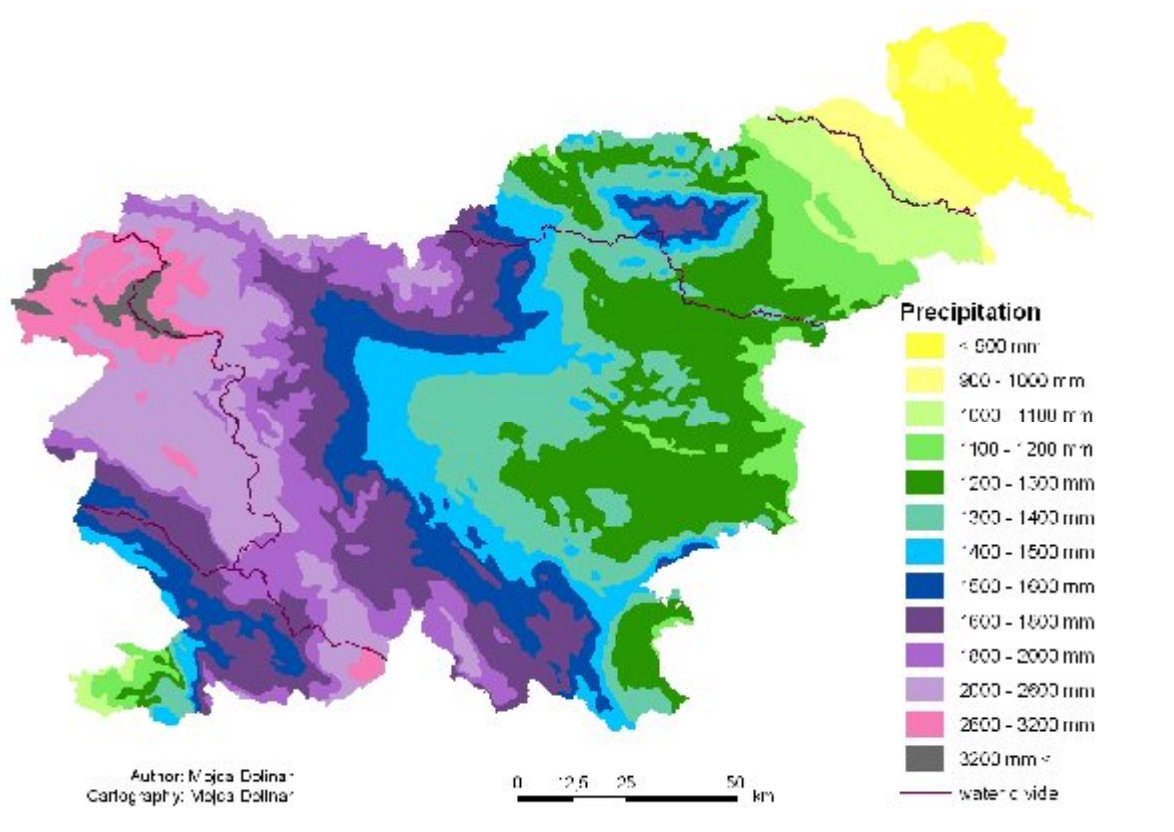 Precipitation
< 900 mm
900 - 1000 mm
1000 - 1100 mm
1100 - 1200 mm
1200 - 1300 mm
1300 - 1400 mm
1400 - 1500 mm
1500 - 1600 mm
1600 - 1800 mm
1800 - 2000 mm
2000 - 2600 mm
2600 - 3200 mm
3200 mm <
water divide
Author: Mojca Dolinar
Cartography: Mojca Dolinar
0 12,5 25 50
km